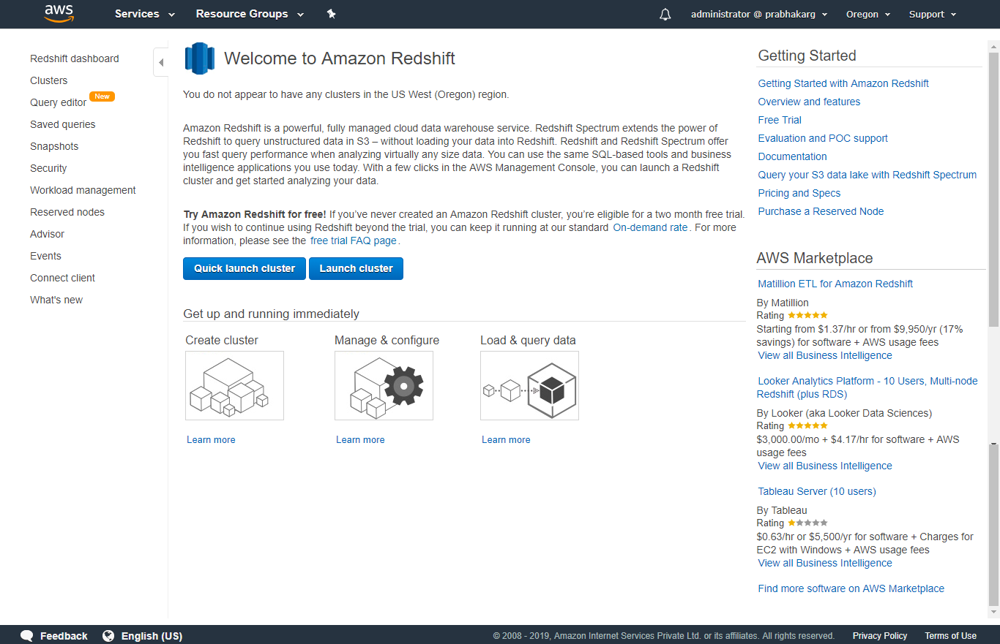 aws
Services
Resource Groups
administrator @ prabhakarg
Oregon
Support
Redshift dashboard
Clusters
Query editor
New
Saved queries
Snapshots
Security
Workload management
Reserved nodes
Advisor
Events
Connect client
What's new
Welcome to Amazon Redshift
You do not appear to have any clusters in the US West (Oregon) region.
Amazon Redshift is a powerful, fully managed cloud data warehouse service. Redshift Spectrum extends the power of
Redshift to query unstructured data in S3 – without loading your data into Redshift. Redshift and Redshift Spectrum offer
you fast query performance when analyzing virtually any size data. You can use the same SQL-based tools and business
intelligence applications you use today. With a few clicks in the AWS Management Console, you can launch a Redshift
cluster and get started analyzing your data.
Try Amazon Redshift for free! If you've never created an Amazon Redshift cluster, you're eligible for a two month free trial.
If you wish to continue using Redshift beyond the trial, you can keep it running at our standard On-demand rate. For more
information, please see the free trial FAQ page.
Quick launch cluster
Launch cluster
Get up and running immediately
Create cluster
Manage & configure
Load & query data
Learn more
Learn more
Learn more
Getting Started
Getting Started with Amazon Redshift
Overview and features
Free Trial
Evaluation and POC support
Documentation
Query your S3 data lake with Redshift Spectrum
Pricing and Specs
Purchase a Reserved Node
AWS Marketplace
Matillion ETL for Amazon Redshift
By Matillion
Rating
Starting from $1.37/hr or from $9,950/yr (17%
savings) for software + AWS usage fees
View all Business Intelligence
Looker Analytics Platform - 10 Users, Multi-node
Redshift (plus RDS)
By Looker (aka Looker Data Sciences)
Rating
$3,000.00/mo + $4.17/hr for software + AWS
usage fees
View all Business Intelligence
Tableau Server (10 users)
By Tableau
Rating
$0.63/hr or $5,500/yr for software + Charges for
EC2 with Windows + AWS usage fees
View all Business Intelligence
Find more software on AWS Marketplace
Feedback
English (US)
© 2008 - 2019, Amazon Internet Services Private Ltd. or its affiliates. All rights reserved.
Privacy Policy
Terms of Use